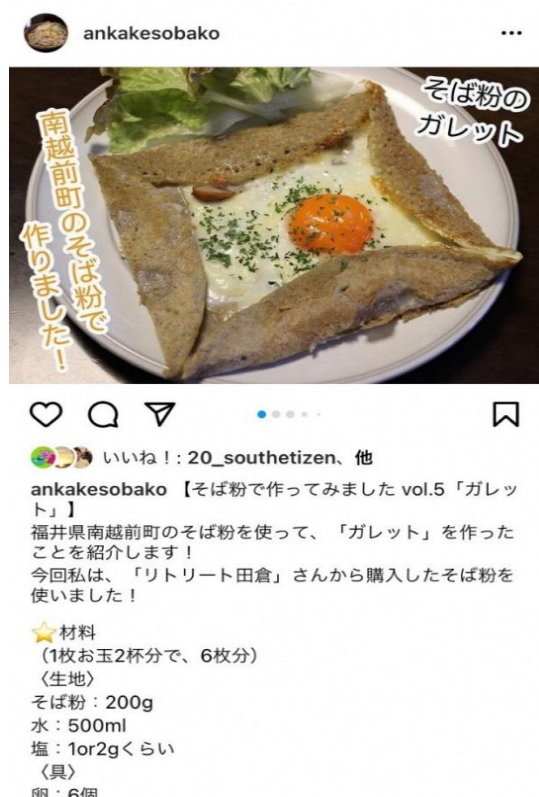 ankakesobako
そば粉の
ガレット
南越前町のそば粉で
作りました！
いいね！: 20_southetizen、他
ankakesobako 【そば粉で作ってみました vol.5「ガレッ
ト」】
福井県南越前町のそば粉を使って、「ガレット」を作った
ことを紹介します！
今回私は、「リトリート田倉」さんから購入したそば粉を
使いました！
材料
（1枚お玉2杯分で、6枚分）
〈生地〉
そば粉：200g
水：500ml
塩：1or2gくらい
〈具〉
卵：6個